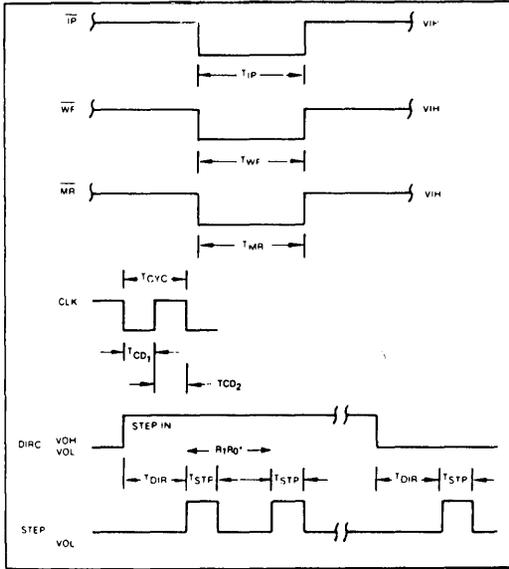 IP VIH
TIP
WF VIH
TWF
MR VIH
TMR
TCYC
CLK
TCD1
TCD2
STEP IN
DIRC VOH
VOL
R1R0*
TDIR TSTP TSTP TDIR TSTP
STEP VOL